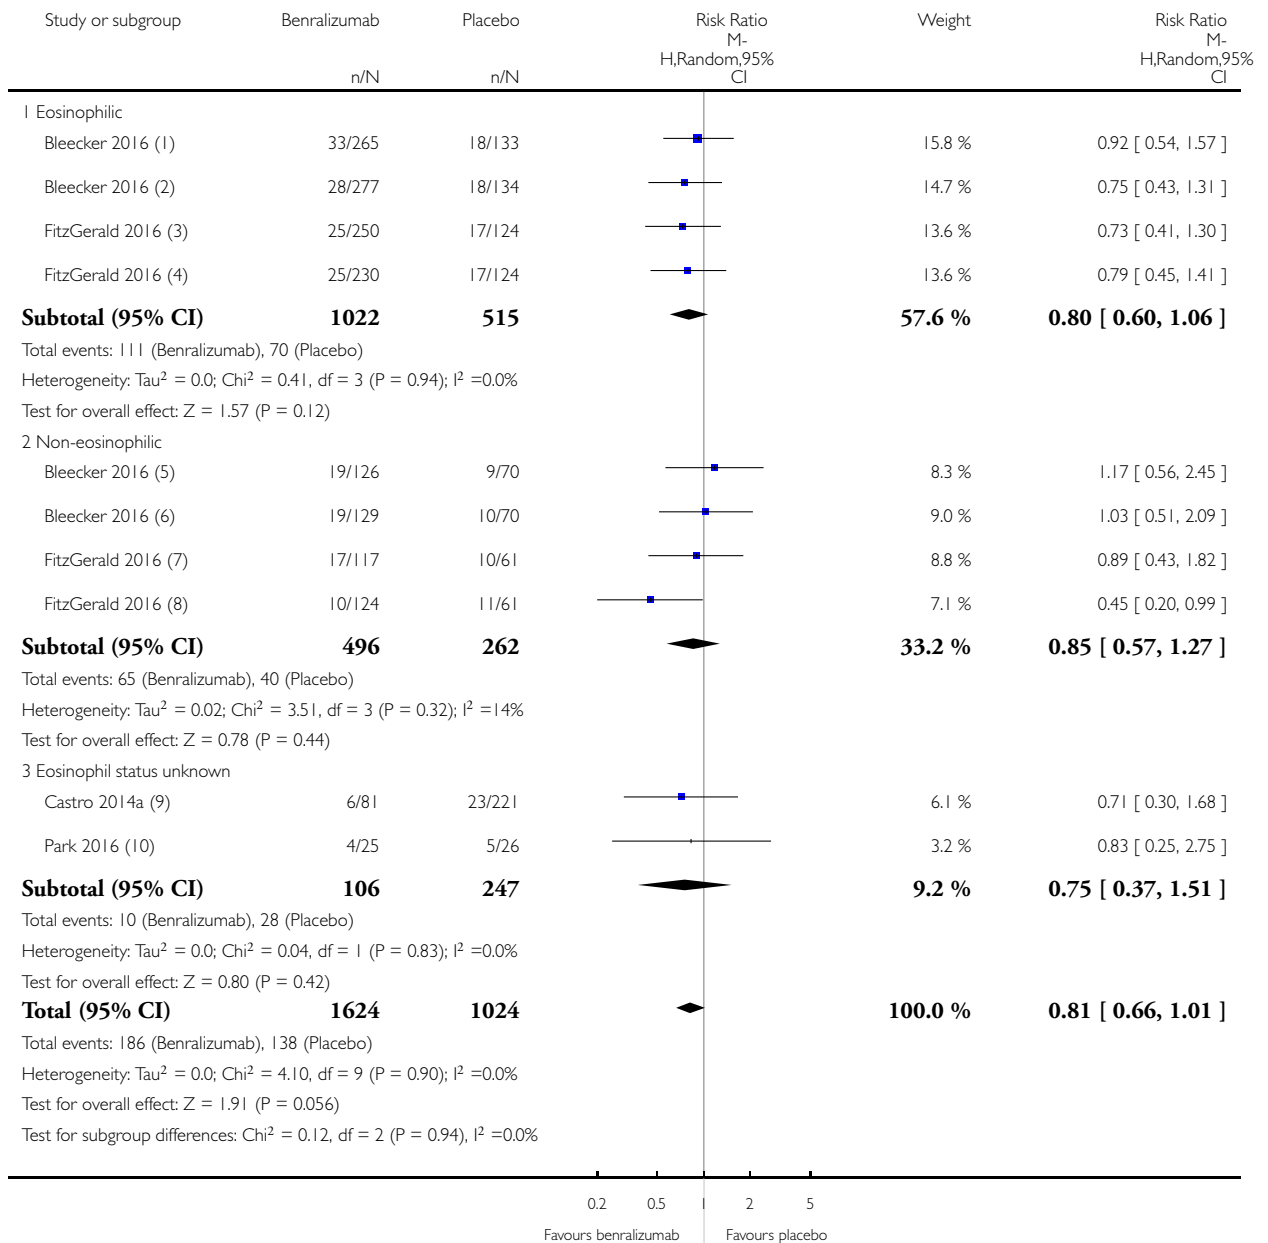 Study or subgroup Benralizumab Placebo Risk Ratio Weight Risk Ratio
M- M-
H,Random,95% H,Random,95%
n/N n/N CI CI
1 Eosinophilic
Bleecker 2016 (1) 33/265 18/133 15.8 % 0.92 [ 0.54, 1.57 ]
Bleecker 2016 (2) 28/277 18/134 14.7 % 0.75 [ 0.43, 1.31 ]
FitzGerald 2016 (3) 25/250 17/124 13.6 % 0.73 [ 0.41, 1.30 ]
FitzGerald 2016 (4) 25/230 17/124 13.6 % 0.79 [ 0.45, 1.41 ]
Subtotal (95% CI) 1022 515 57.6 % 0.80 [ 0.60, 1.06 ]
Total events: 111 (Benralizumab), 70 (Placebo)
Heterogeneity: Tau² = 0.0; Chi² = 0.41, df = 3 (P = 0.94); I² =0.0%
Test for overall effect: Z = 1.57 (P = 0.12)
2 Non-eosinophilic
Bleecker 2016 (5) 19/126 9/70 8.3 % 1.17 [ 0.56, 2.45 ]
Bleecker 2016 (6) 19/129 10/70 9.0 % 1.03 [ 0.51, 2.09 ]
FitzGerald 2016 (7) 17/117 10/61 8.8 % 0.89 [ 0.43, 1.82 ]
FitzGerald 2016 (8) 10/124 11/61 7.1 % 0.45 [ 0.20, 0.99 ]
Subtotal (95% CI) 496 262 33.2 % 0.85 [ 0.57, 1.27 ]
Total events: 65 (Benralizumab), 40 (Placebo)
Heterogeneity: Tau² = 0.02; Chi² = 3.51, df = 3 (P = 0.32); I² =14%
Test for overall effect: Z = 0.78 (P = 0.44)
3 Eosinophil status unknown
Castro 2014a (9) 6/81 23/221 6.1 % 0.71 [ 0.30, 1.68 ]
Park 2016 (10) 4/25 5/26 3.2 % 0.83 [ 0.25, 2.75 ]
Subtotal (95% CI) 106 247 9.2 % 0.75 [ 0.37, 1.51 ]
Total events: 10 (Benralizumab), 28 (Placebo)
Heterogeneity: Tau² = 0.0; Chi² = 0.04, df = 1 (P = 0.83); I² =0.0%
Test for overall effect: Z = 0.80 (P = 0.42)
Total (95% CI) 1624 1024 100.0 % 0.81 [ 0.66, 1.01 ]
Total events: 186 (Benralizumab), 138 (Placebo)
Heterogeneity: Tau² = 0.0; Chi² = 4.10, df = 9 (P = 0.90); I² =0.0%
Test for overall effect: Z = 1.91 (P = 0.056)
Test for subgroup differences: Chi² = 0.12, df = 2 (P = 0.94), I² =0.0%
0.2 0.5 1 2 5
Favours benralizumab Favours placebo